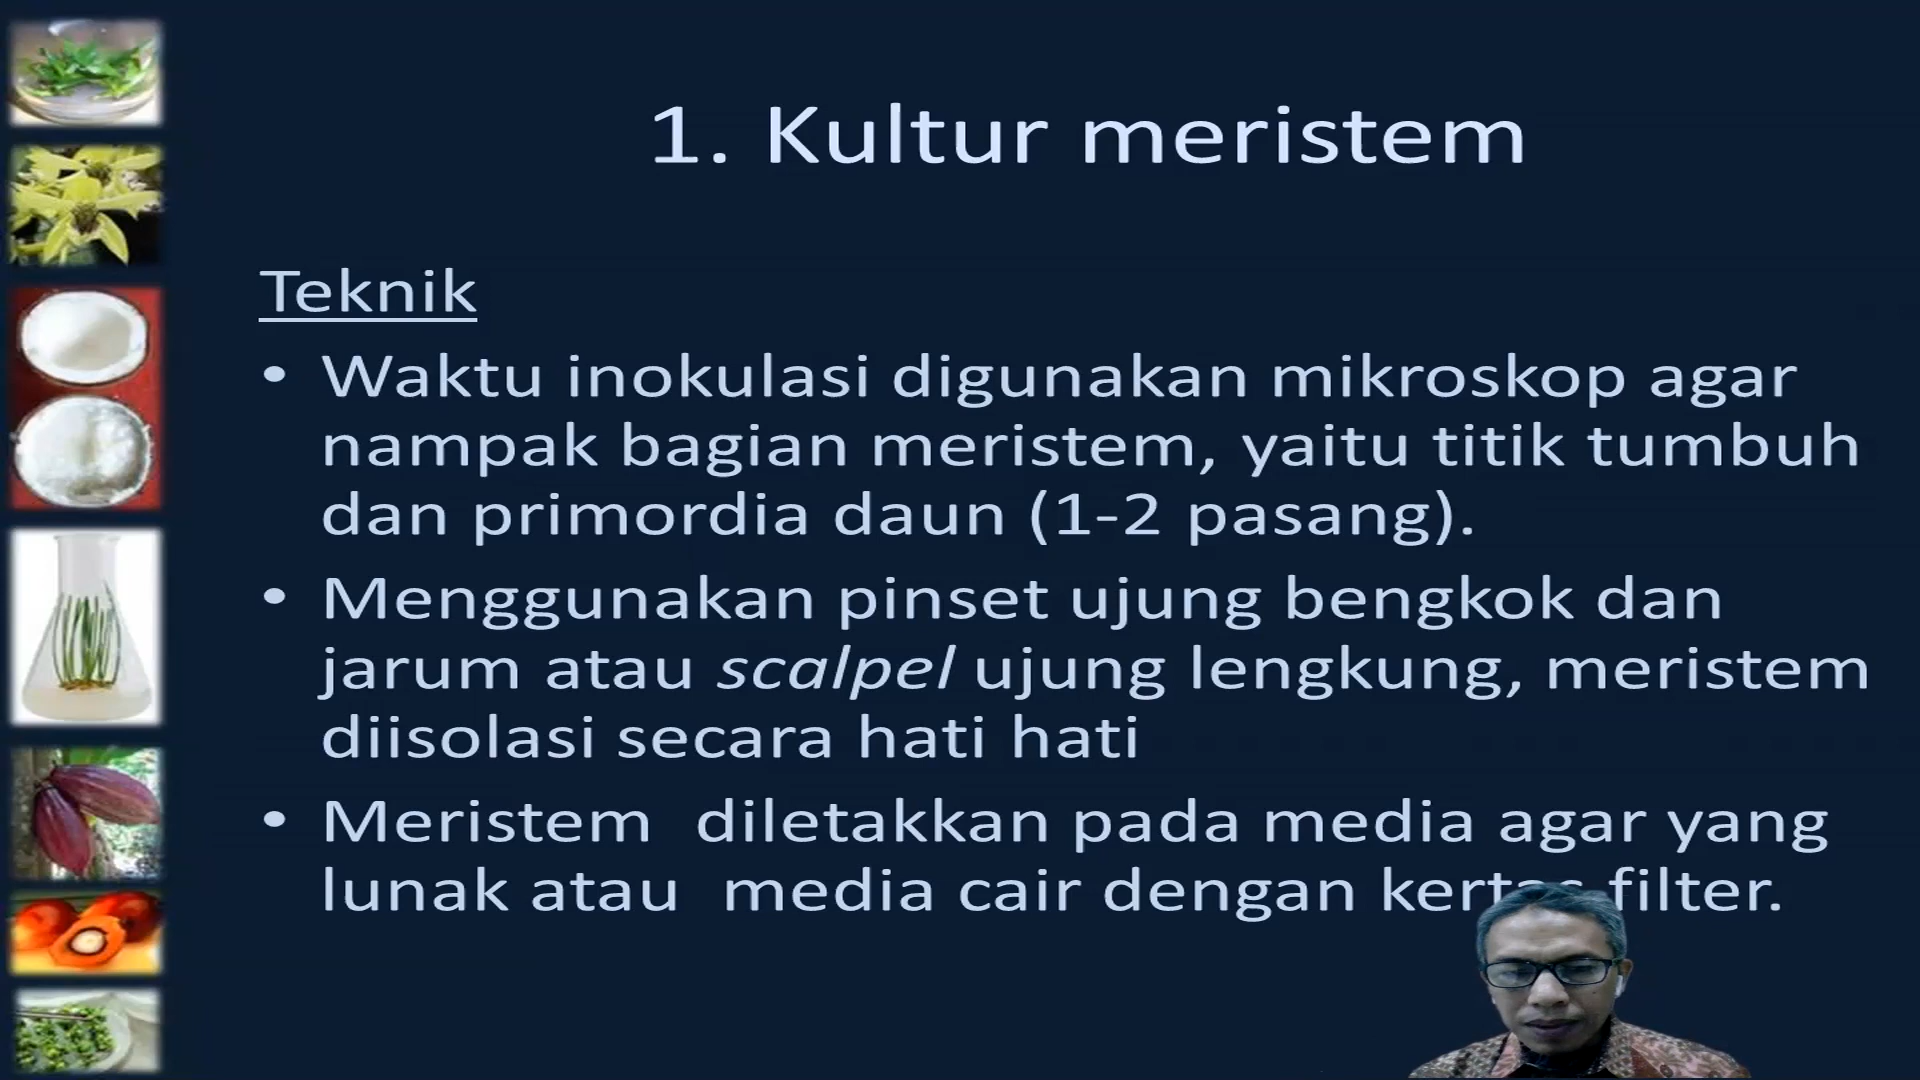 1. Kultur meristem
Teknik
• Waktu inokulasi digunakan mikroskop agar
nampak bagian meristem, yaitu titik tumbuh
dan primordia daun (1-2 pasang).
• Menggunakan pinset ujung bengkok dan
jarum atau scalpel ujung lengkung, meristem
diisolasi secara hati hati
• Meristem diletakkan pada media agar yang
lunak atau media cair dengan kertas filter.